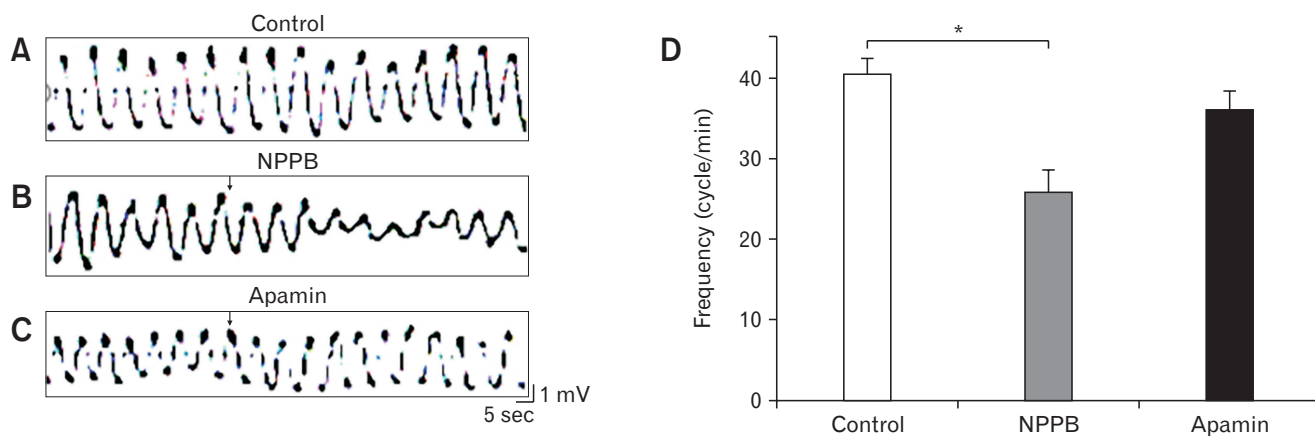 A
Control
B
NPPB
C
Apamin
1 mV
5 sec
D
*
Frequency (cycle/min)
40
30
20
10
0
Control
NPPB
Apamin